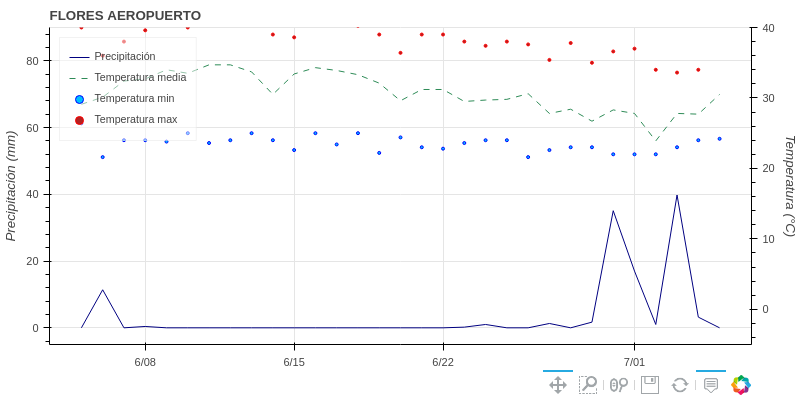 FLORES AEROPUERTO
Precipitación
Temperatura media
Temperatura min
Temperatura max
Precipitación (mm)
80
60
40
20
0
40
30
20
10
0
Temperatura (°C)
6/08
6/15
6/22
7/01